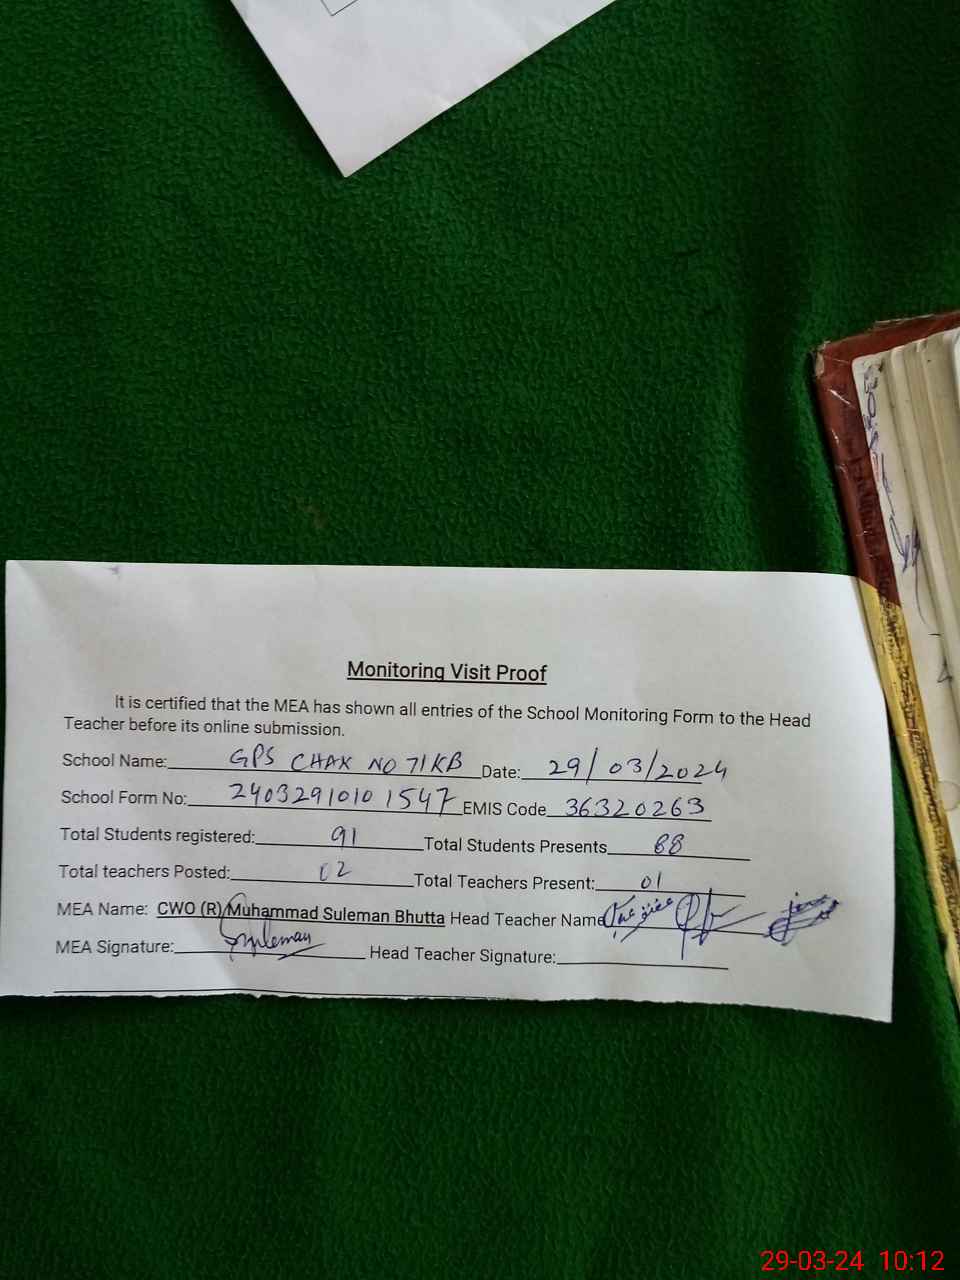 Monitoring Visit Proof
It is certified that the MEA has shown all entries of the School Monitoring Form to the Head
Teacher before its online submission.
School Name: GPS CHAK NO 71KB Date: 29/03/2024
School Form No: 24032910101547 EMIS Code 36320263
Total Students registered: 91 Total Students Presents 88
Total teachers Posted: 02 Total Teachers Present: 01
MEA Name: CWO (R) Muhammad Suleman Bhutta Head Teacher Name
MEA Signature: Suleman Head Teacher Signature:
29-03-24 10:12